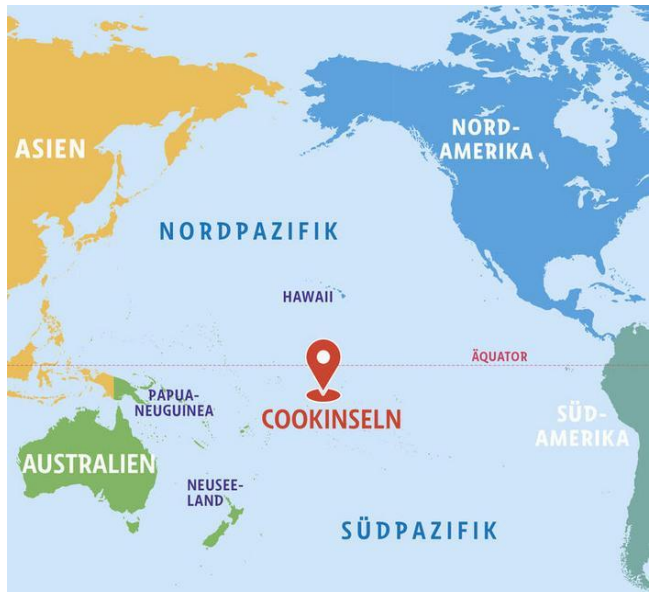 ASIEN
NORD-
AMERIKA
NORDPAZIFIK
HAWAII
ÄQUATOR
PAPUA-
NEUGUINEA
COOKINSELN
SÜD-
AMERIKA
AUSTRALIEN
NEUSEE-
LAND
SÜDPAZIFIK